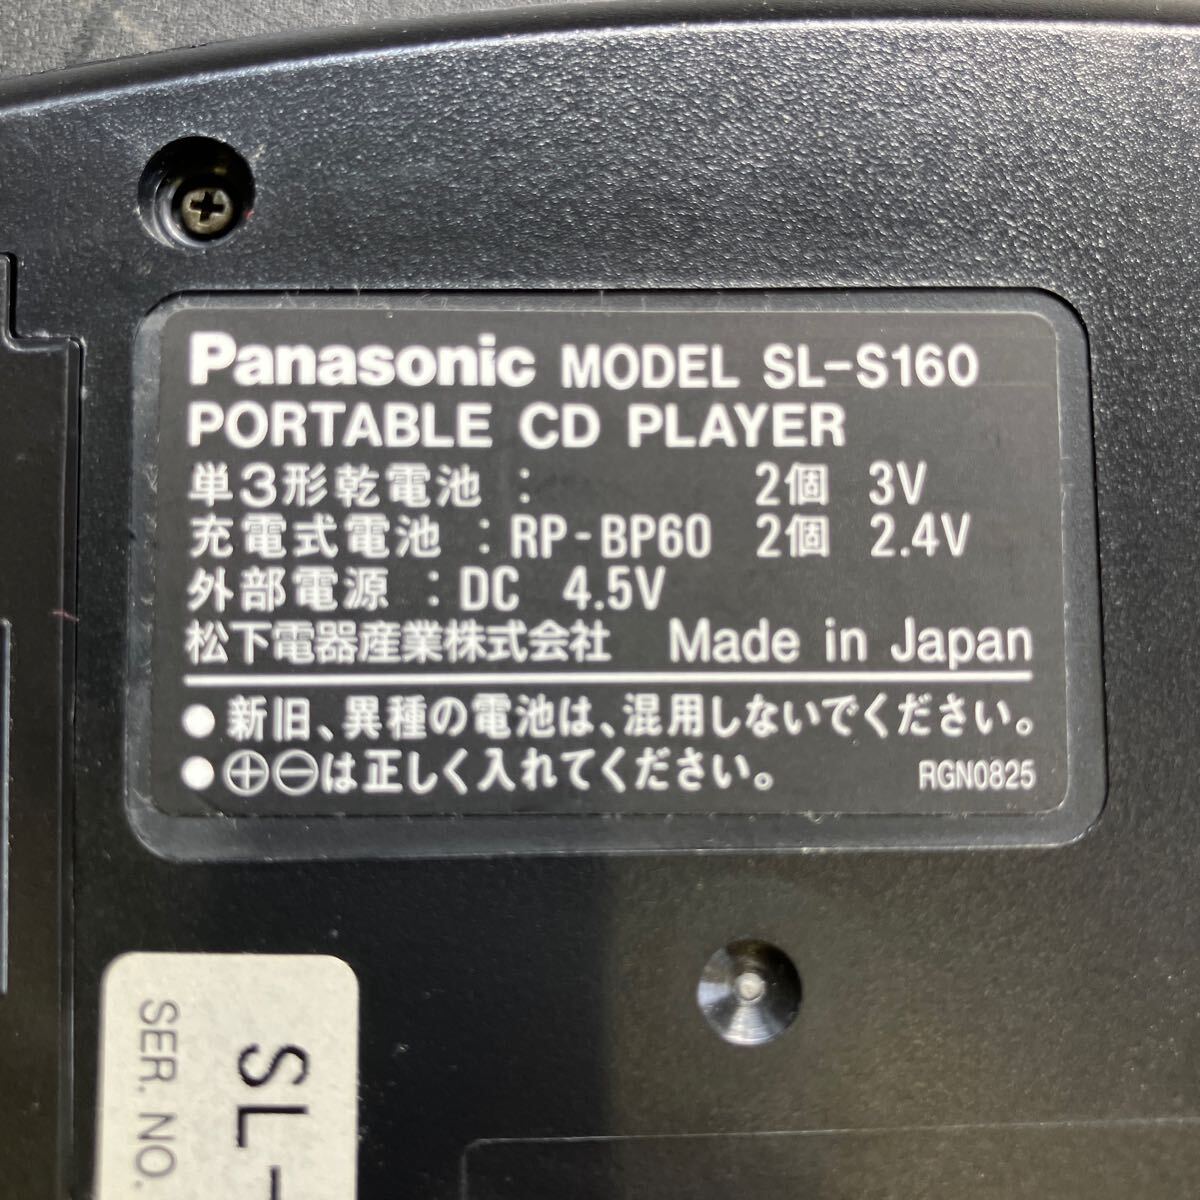 Panasonic MODEL SL-S160
PORTABLE CD PLAYER
単3形乾電池 : 2個 3V
充電式電池 : RP-BP60 2個 2.4V
外部電源 : DC 4.5V
松下電器産業株式会社 Made in Japan
●新旧、異種の電池は、混用しないでください。
●⊕⊖は正しく入れてください。 RGN0825
SL-
SER. NO.